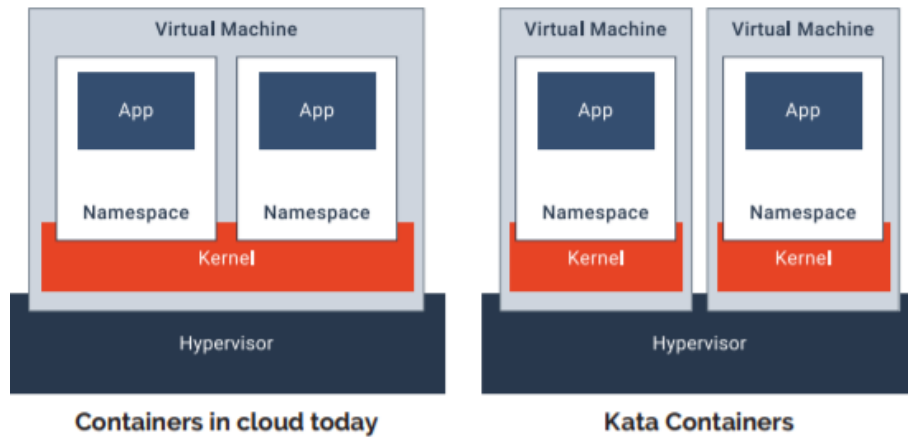 Virtual Machine
App
App
Namespace
Namespace
Kernel
Hypervisor
Containers in cloud today
Virtual Machine
Virtual Machine
App
App
Namespace
Namespace
Kernel
Kernel
Hypervisor
Kata Containers